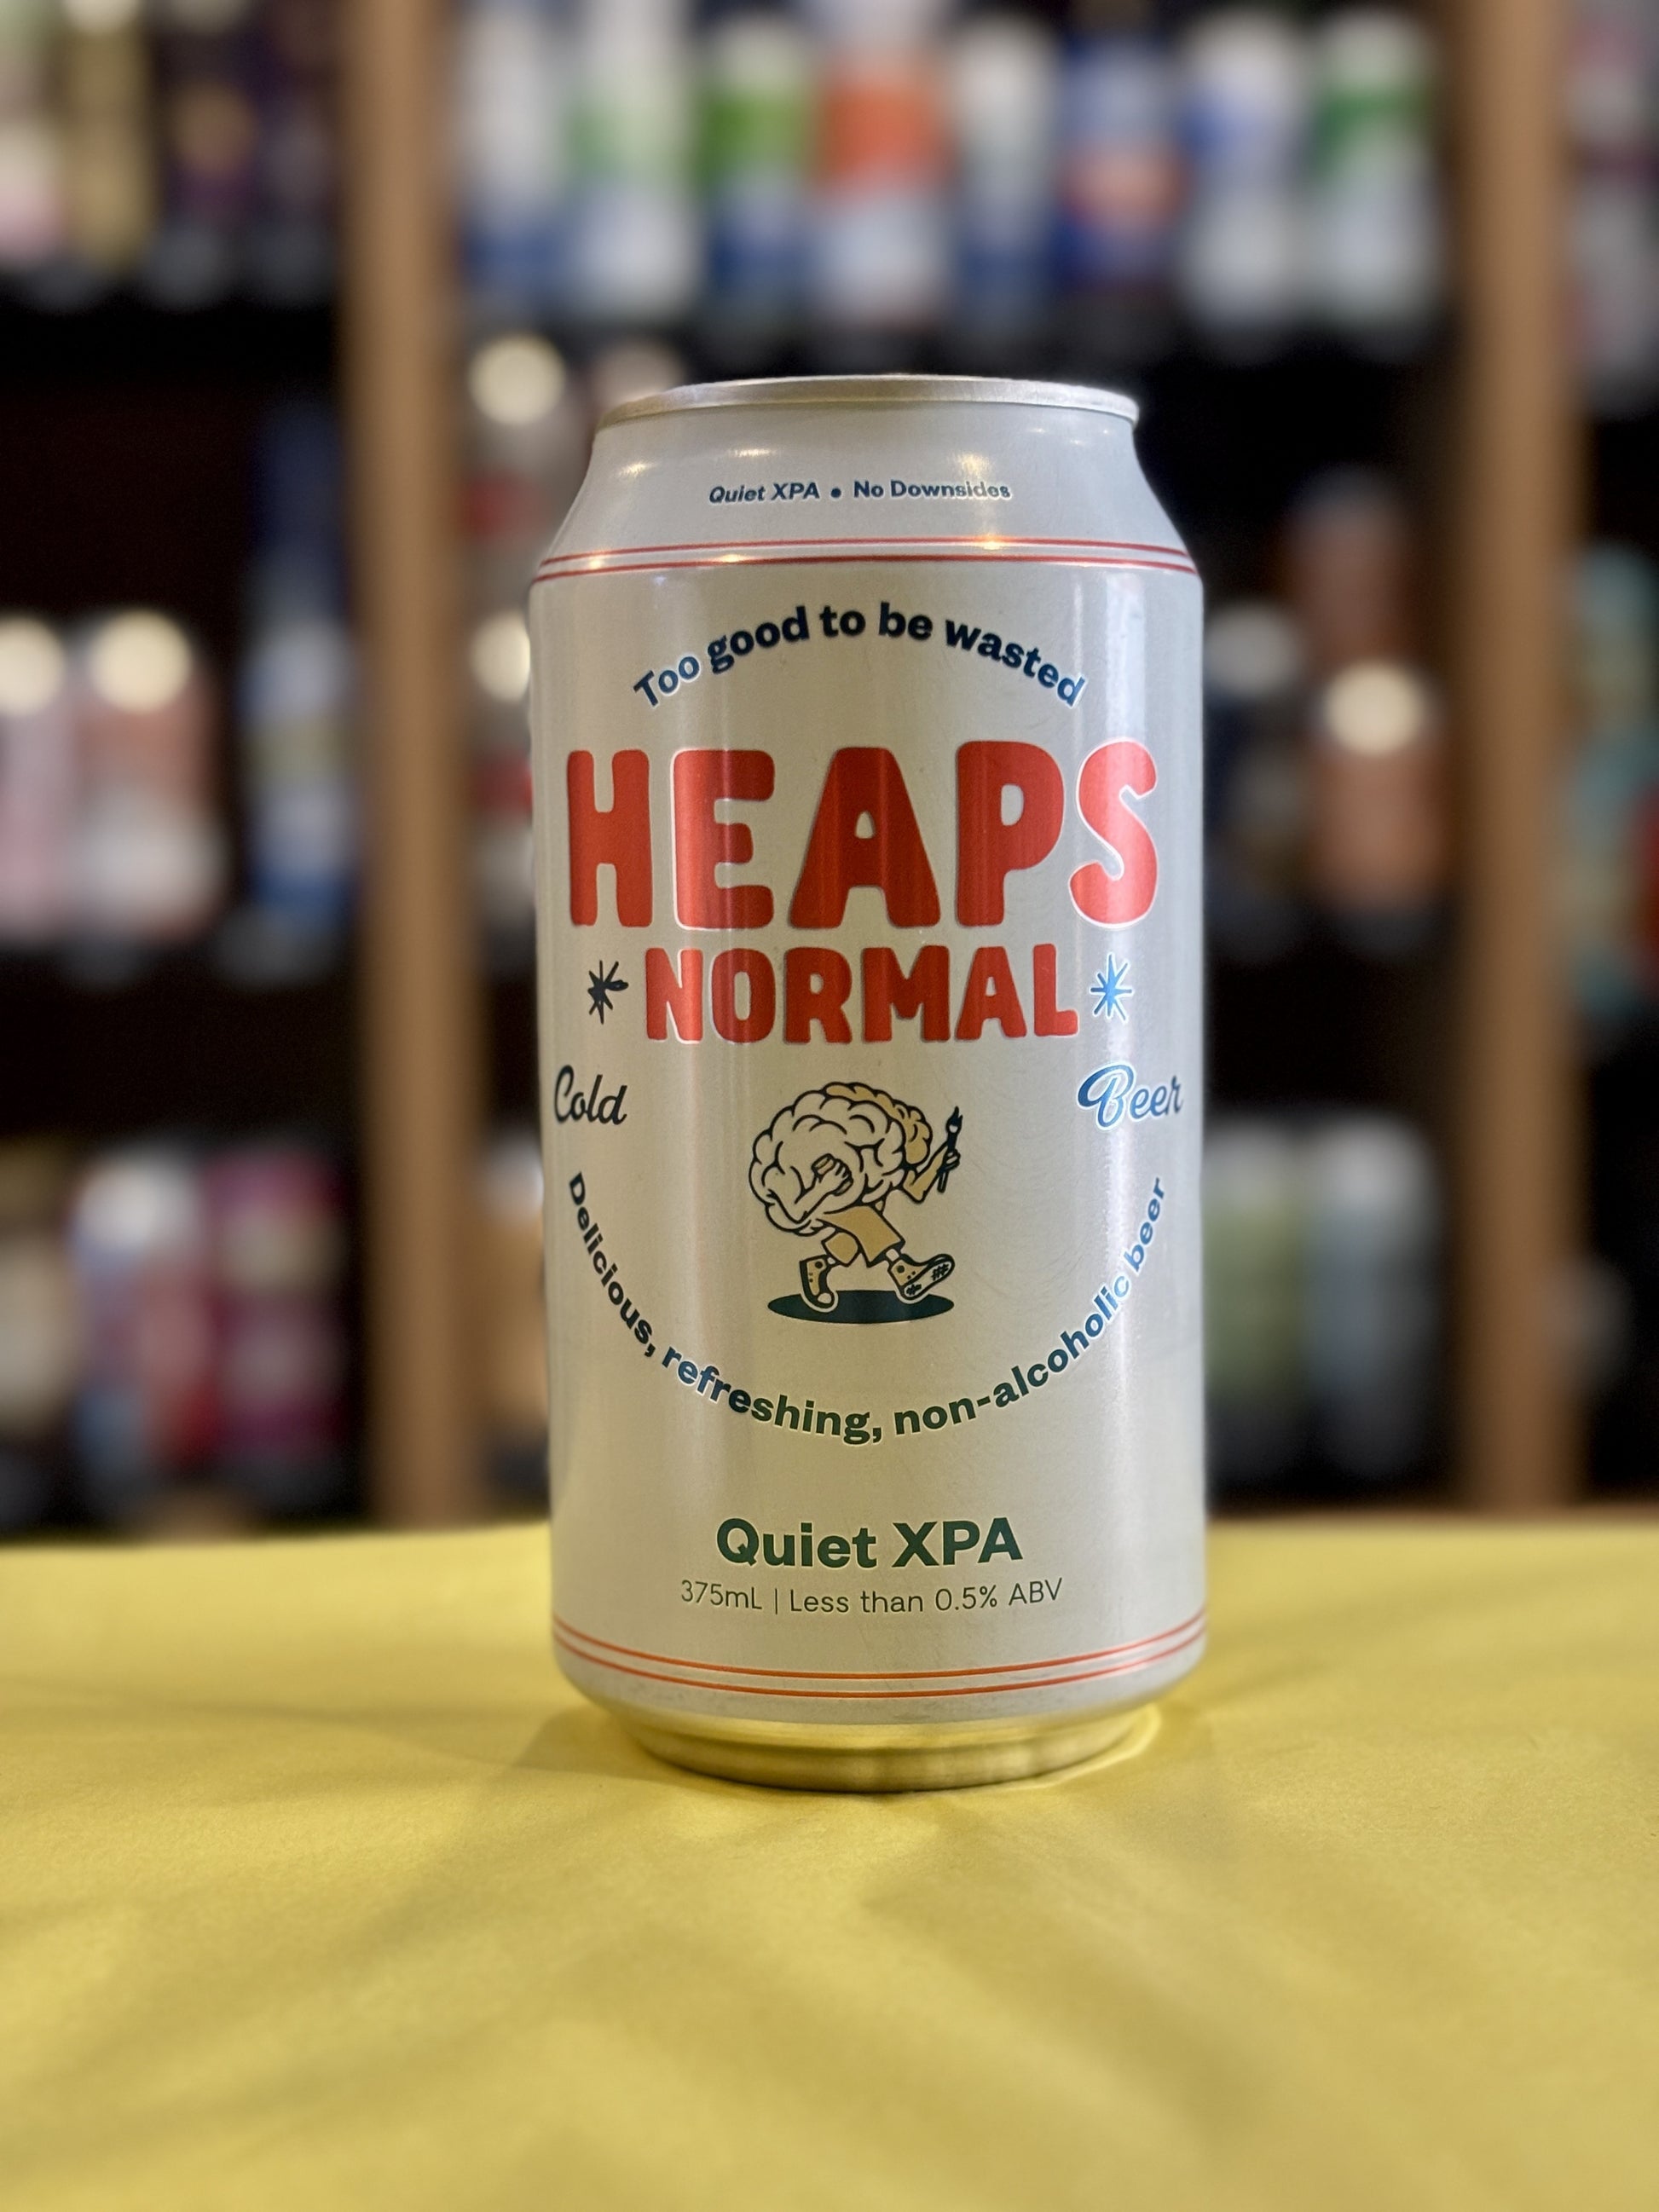 Quiet XPA • No Downsides
Too good to be wasted
HEAPS
NORMAL
Cold Beer
Delicious, refreshing, non-alcoholic beer
Quiet XPA
375mL | Less than 0.5% ABV